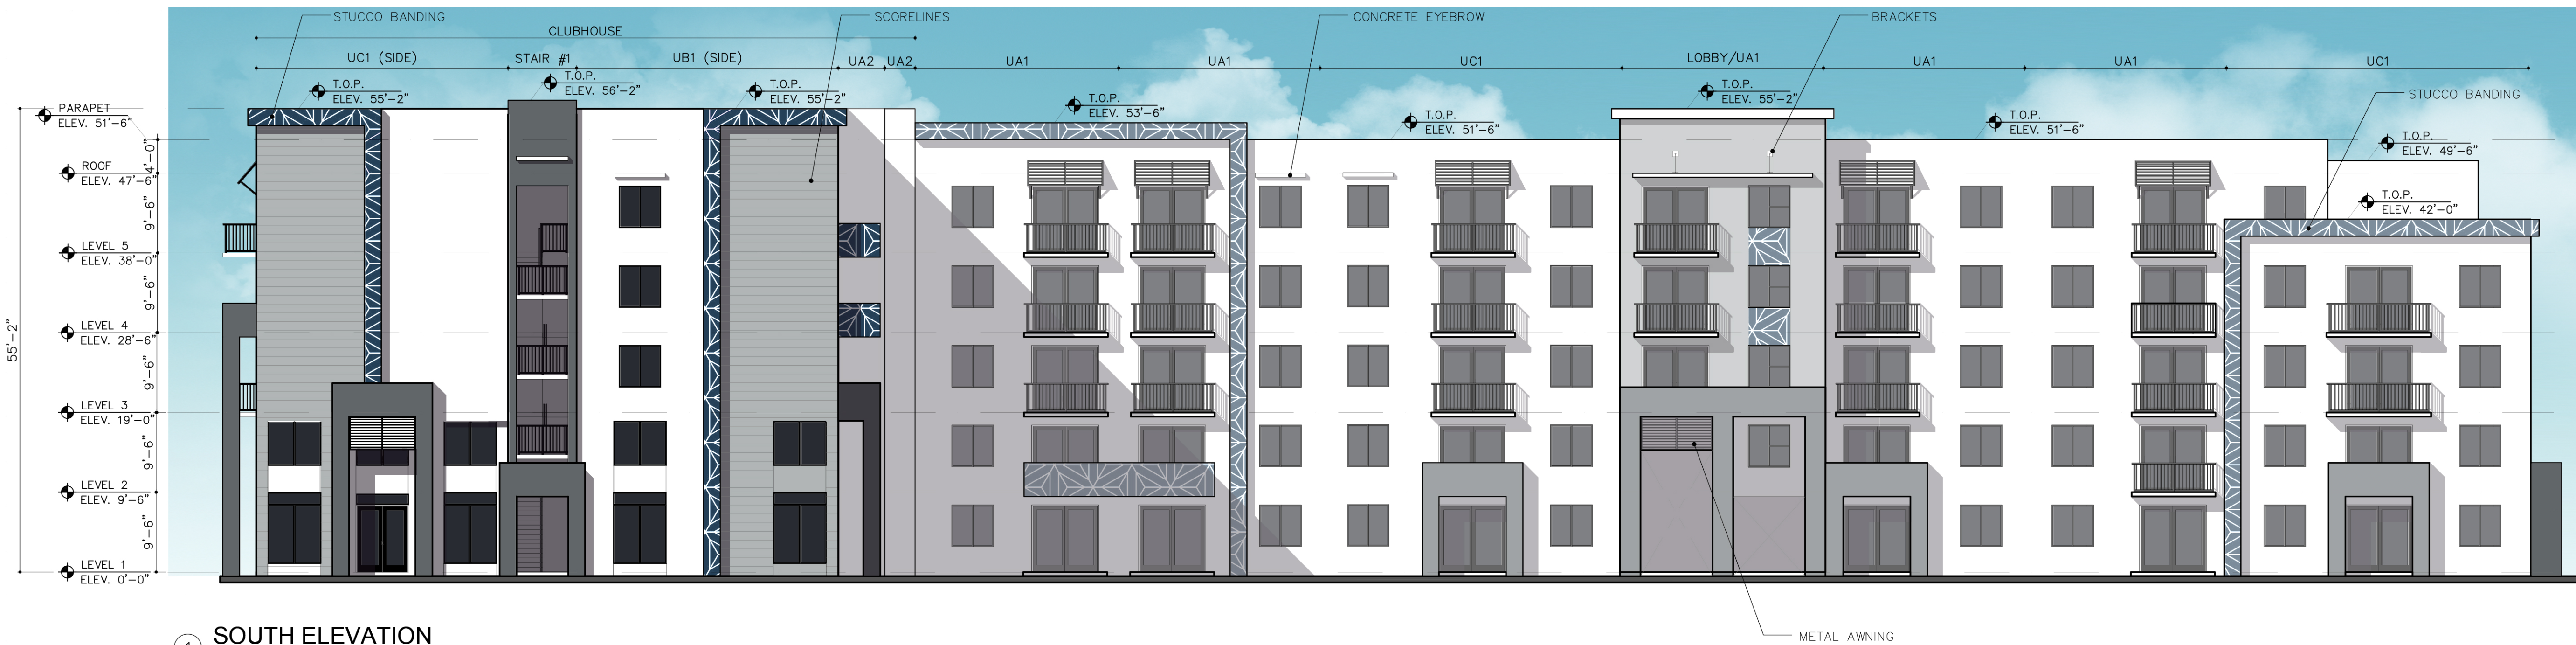 STUCCO BANDING
SCORELINES
CONCRETE EYEBROW
BRACKETS
CLUBHOUSE
UC1 (SIDE)
STAIR #1
UB1 (SIDE)
UA2
UA2
UA1
UA1
UC1
LOBBY/UA1
UA1
UA1
UC1
T.O.P.
ELEV. 55'-2"
T.O.P.
ELEV. 56'-2"
T.O.P.
ELEV. 55'-2"
T.O.P.
ELEV. 53'-6"
T.O.P.
ELEV. 51'-6"
T.O.P.
ELEV. 55'-2"
T.O.P.
ELEV. 51'-6"
STUCCO BANDING
T.O.P.
ELEV. 49'-6"
T.O.P.
ELEV. 42'-0"
PARAPET
ELEV. 51'-6"
4'-0"
ROOF
ELEV. 47'-6"
9'-6"
LEVEL 5
ELEV. 38'-0"
9'-6"
LEVEL 4
ELEV. 28'-6"
55'-2"
9'-6"
LEVEL 3
ELEV. 19'-0"
9'-6"
LEVEL 2
ELEV. 9'-6"
9'-6"
LEVEL 1
ELEV. 0'-0"
SOUTH ELEVATION
METAL AWNING